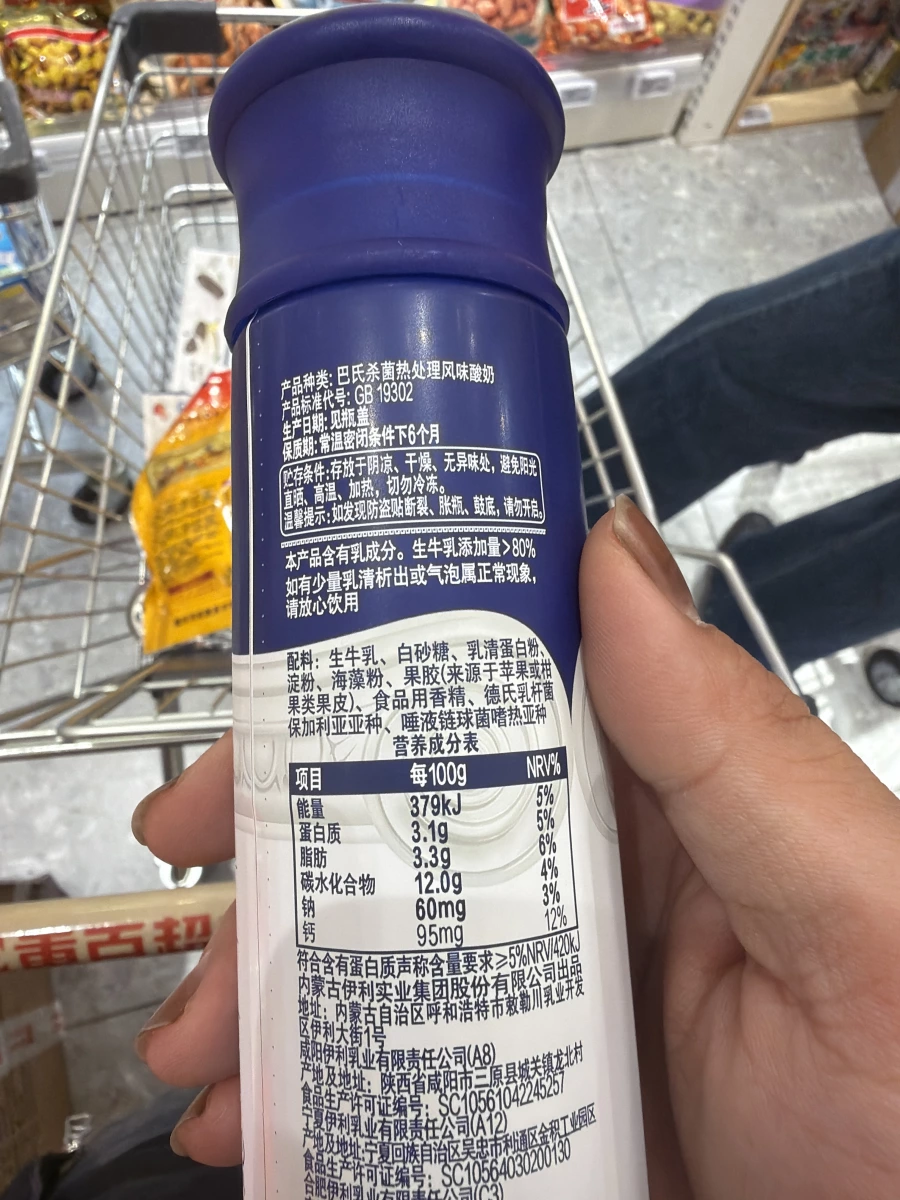 产品种类: 巴氏杀菌热处理风味酸奶
产品标准代号: GB 19302
生产日期: 见瓶盖
保质期: 常温密闭条件下6个月
贮存条件:存放于阴凉、干燥、无异味处, 避免阳光
直晒、高温、加热, 切勿冷冻。
温馨提示:如发现防盗贴断裂、胀瓶、鼓底, 请勿开启。
本产品含有乳成分。生牛乳添加量>80%
如有少量乳清析出或气泡属正常现象,
请放心饮用
配料: 生牛乳、白砂糖、乳清蛋白粉、
淀粉、海藻粉、果胶(来源于苹果或柑
果类果皮)、食品用香精、德氏乳杆菌
保加利亚亚种、唾液链球菌嗜热亚种
营养成分表
项目 每100g NRV%
能量 379kJ 5%
蛋白质 3.1g 5%
脂肪 3.3g 6%
碳水化合物 12.0g 4%
钠 60mg 3%
钙 95mg 12%
符合含有蛋白质声称含量要求≥5%NRV/420kJ
内蒙古伊利实业集团股份有限公司出品
地址: 内蒙古自治区呼和浩特市敕勒川乳业开发
区伊利大街1号
咸阳伊利乳业有限责任公司(A8)
产地及地址: 陕西省咸阳市三原县城关镇龙北村
食品生产许可证编号: SC10561042245257
宁夏伊利乳业有限责任公司(A12)
产地及地址:宁夏回族自治区吴忠市利通区金积工业园区
食品生产许可证编号: SC10564030200130
合肥伊利乳业有限责任公司(C3)
重百超